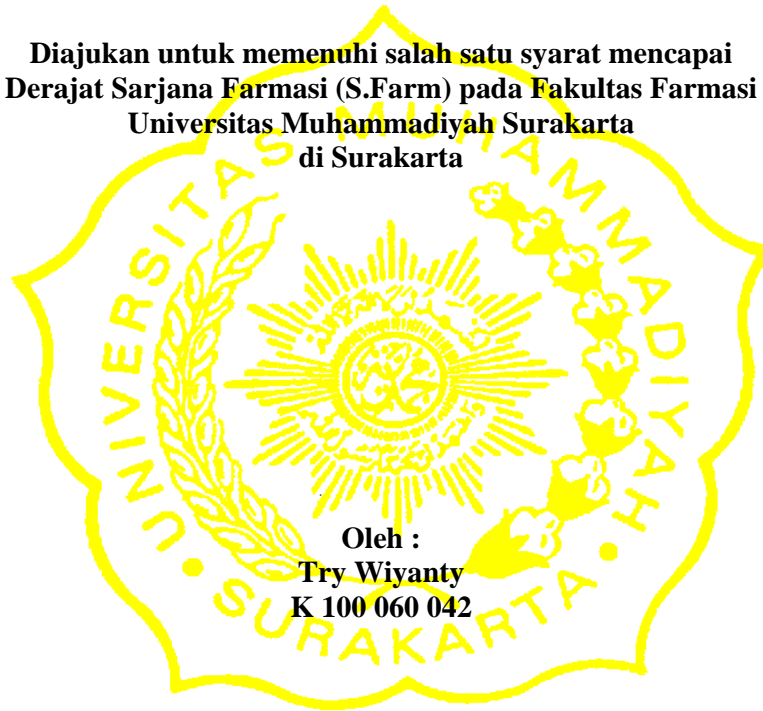 Diajukan untuk memenuhi salah satu syarat mencapai
Derajat Sarjana Farmasi (S.Farm) pada Fakultas Farmasi
Universitas Muhammadiyah Surakarta
di Surakarta
UNIVERSITAS MUHAMMADIYAH
SURAKARTA
Oleh :
Try Wiyanty
K 100 060 042